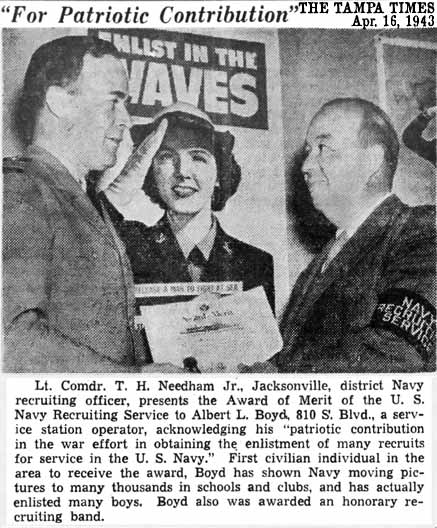 "For Patriotic Contribution"
THE TAMPA TIMES
Apr. 16, 1943
ENLIST IN THE
WAVES
RELEASE A MAN TO FIGHT AT SEA
Award of Merit
NAVY
RECRUITING
SERVICE
Lt. Comdr. T. H. Needham Jr., Jacksonville, district Navy
recruiting officer, presents the Award of Merit of the U. S.
Navy Recruiting Service to Albert L. Boyd, 810 S. Blvd., a serv-
ice station operator, acknowledging his "patriotic contribution
in the war effort in obtaining the enlistment of many recruits
for service in the U. S. Navy." First civilian individual in the
area to receive the award, Boyd has shown Navy moving pic-
tures to many thousands in schools and clubs, and has actually
enlisted many boys. Boyd also was awarded an honorary re-
cruiting band.